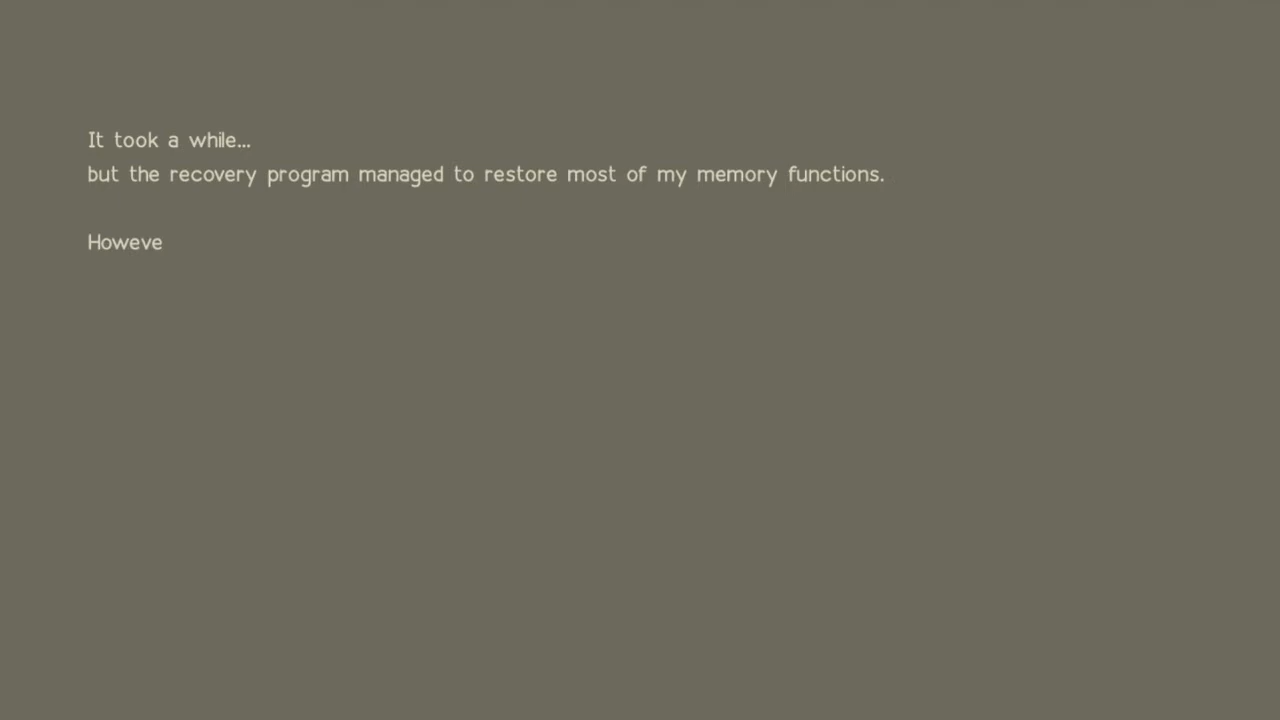 It took a while...
but the recovery program managed to restore most of my memory functions.
Howeve